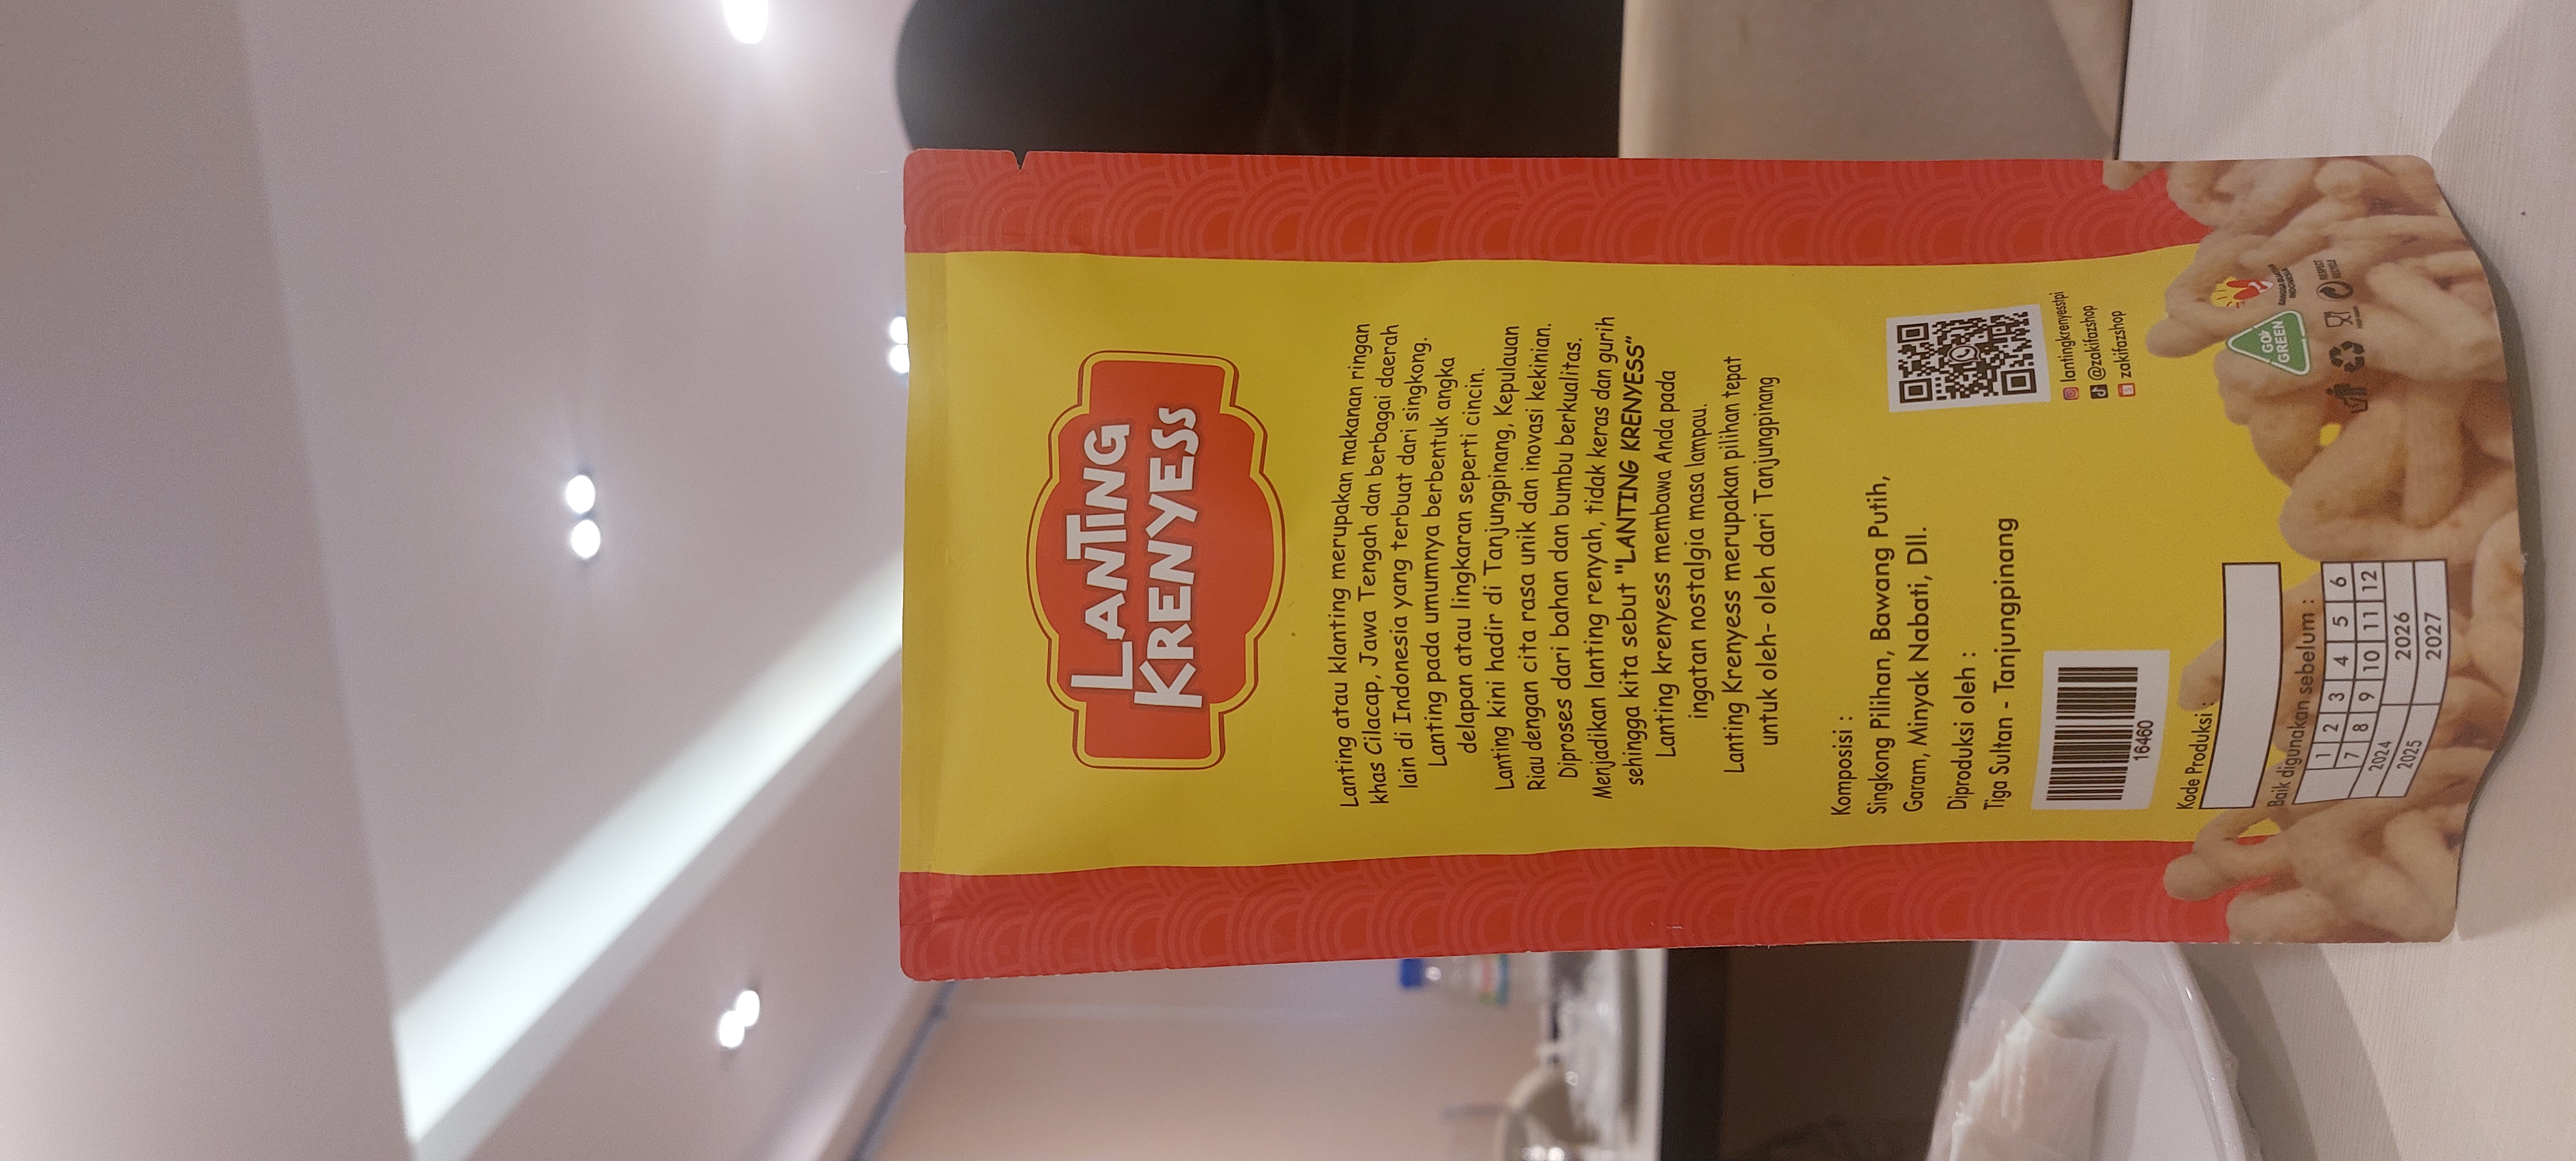 LANTING
KRENYESS
Lanting atau klanting merupakan makanan ringan
khas Cilacap, Jawa Tengah dan berbagai daerah
lain di Indonesia yang terbuat dari singkong.
Lanting pada umumnya berbentuk angka
delapan atau lingkaran seperti cincin.
Lanting kini hadir di Tanjungpinang, Kepulauan
Riau dengan cita rasa unik dan inovasi kekinian.
Diproses dari bahan dan bumbu berkualitas.
Menjadikan lanting renyah, tidak keras dan gurih
sehingga kita sebut "LANTING KRENYESS"
Lanting krenyess membawa Anda pada
ingatan nostalgia masa lampau.
Lanting Krenyess merupakan pilihan tepat
untuk oleh- oleh dari Tanjungpinang
Komposisi :
Singkong Pilihan, Bawang Putih,
Garam, Minyak Nabati, Dll.
Diproduksi oleh :
Tiga Sultan - Tanjungpinang
16460
lantingkrenyesstpi
@zakifazshop
zakifazshop
Kode Produksi :
Baik digunakan sebelum :
1 2 3 4 5 6
7 8 9 10 11 12
2024 2026
2025 2027
GO
GREEN